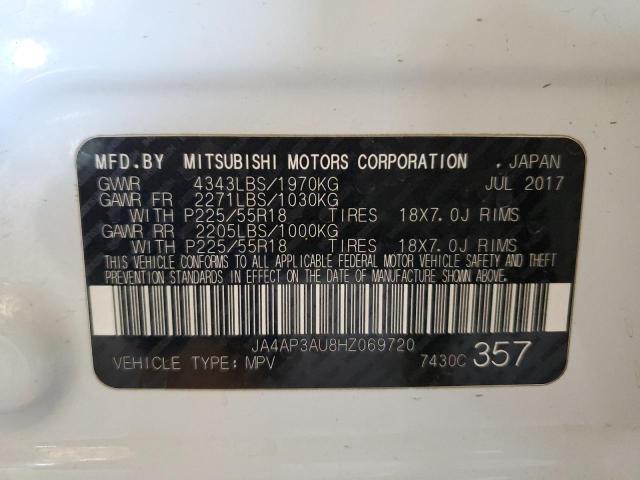 MFD.BY MITSUBISHI MOTORS CORPORATION . JAPAN
GVWR 4343LBS/1970KG JUL 2017
GAWR FR 2271LBS/1030KG
WITH P225/55R18 TIRES 18X7.0J RIMS
GAWR RR 2205LBS/1000KG
WITH P225/55R18 TIRES 18X7.0J RIMS
THIS VEHICLE CONFORMS TO ALL APPLICABLE FEDERAL MOTOR VEHICLE SAFETY AND THEFT
PREVENTION STANDARDS IN EFFECT ON THE DATE OF MANUFACTURE SHOWN ABOVE.
JA4AP3AU8HZ069720
VEHICLE TYPE: MPV 7430C 357